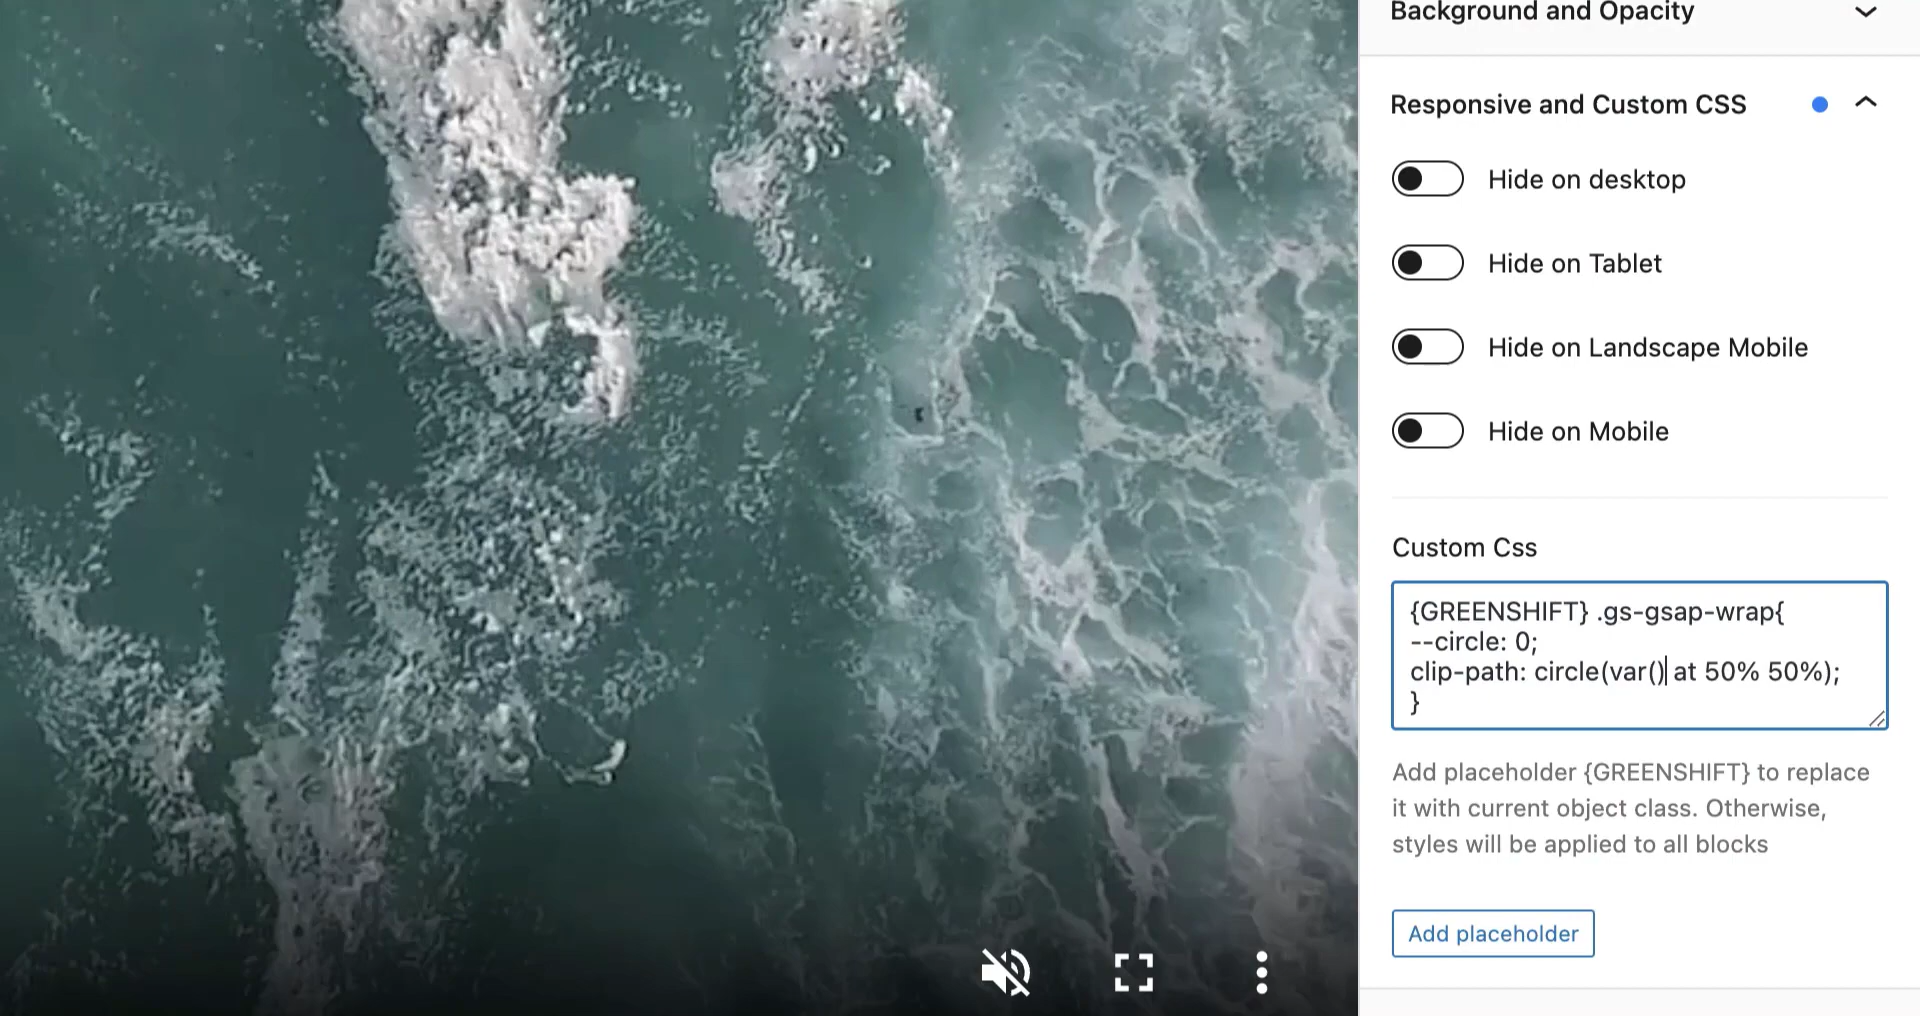 Background and Opacity
Responsive and Custom CSS
Hide on desktop
Hide on Tablet
Hide on Landscape Mobile
Hide on Mobile
Custom Css
{GREENSHIFT} .gs-gsap-wrap{
--circle: 0;
clip-path: circle(var() at 50% 50%);
}
Add placeholder {GREENSHIFT} to replace
it with current object class. Otherwise,
styles will be applied to all blocks
Add placeholder